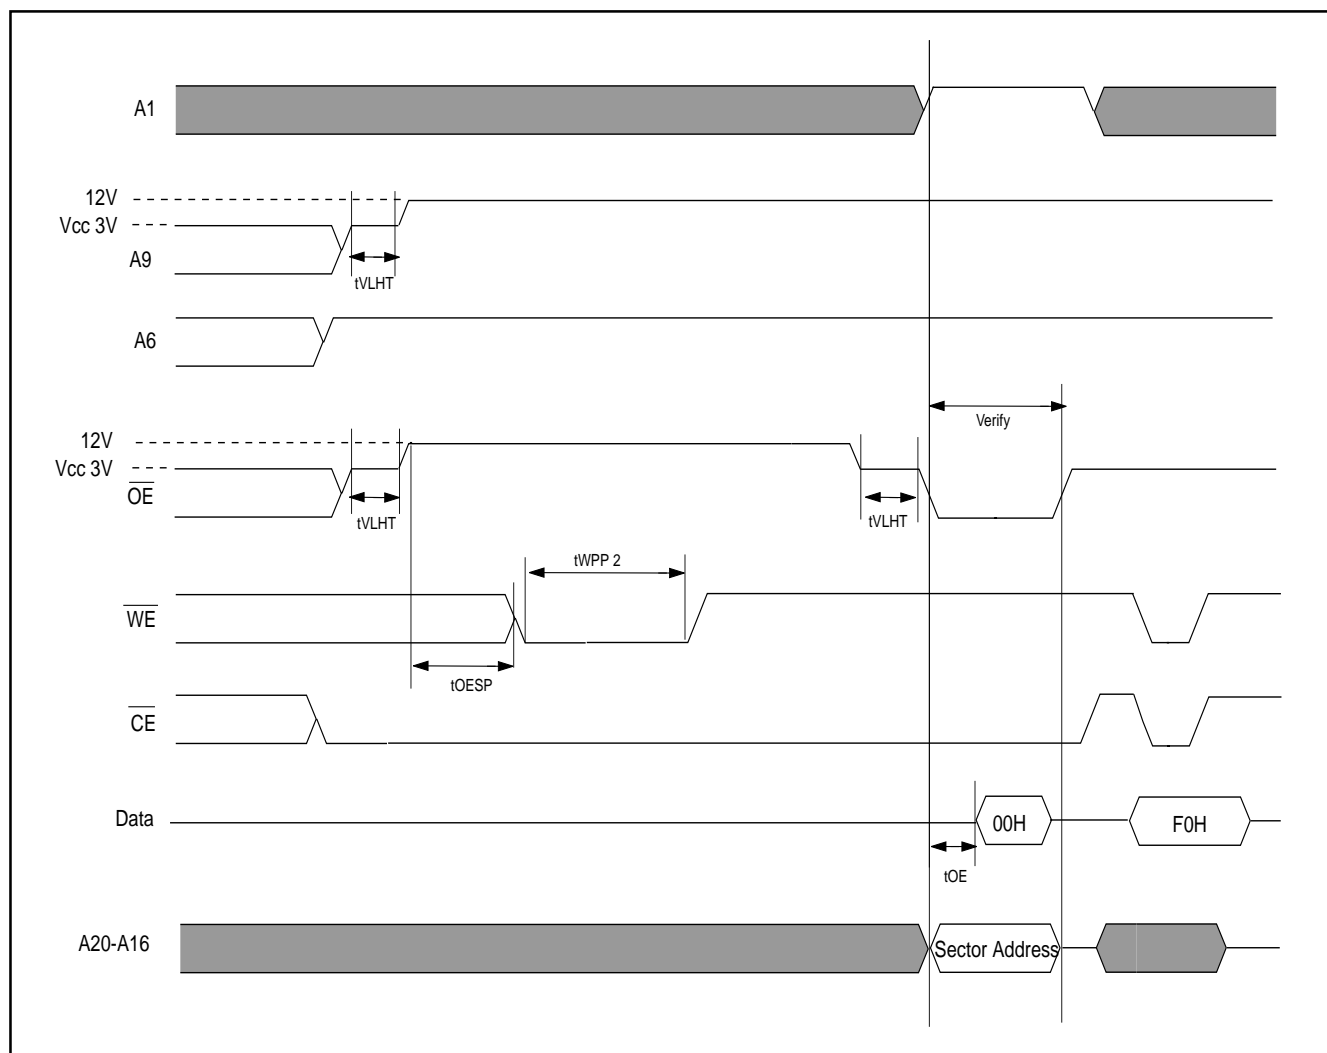 A1
12V
Vcc 3V
A9
tVLHT
A6
Verify
12V
Vcc 3V
OE
tVLHT
tVLHT
tWPP 2
WE
tOESP
CE
Data
00H
F0H
tOE
A20-A16
Sector Address